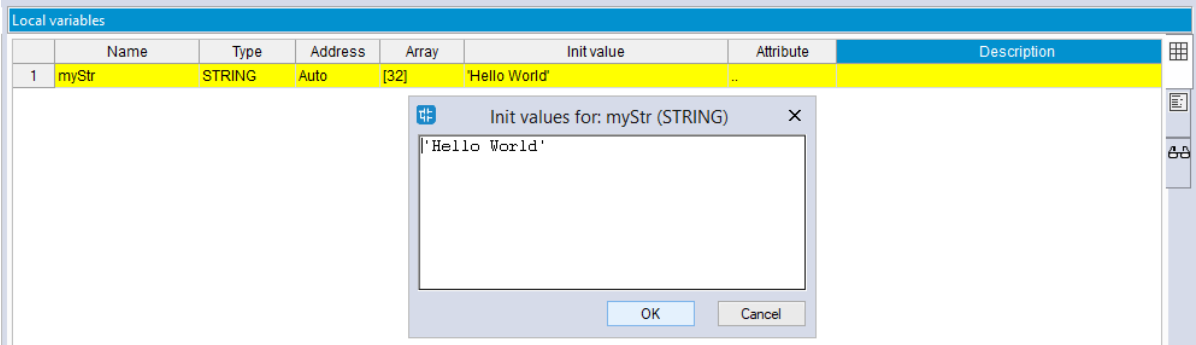 Local variables
Name Type Address Array Init value Attribute Description
1 myStr STRING Auto [32] 'Hello World' ..
Init values for: myStr (STRING)
'Hello World'
OK Cancel